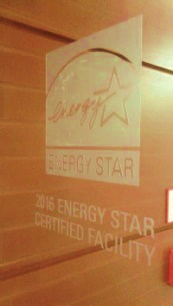 energy
ENERGY STAR
2016 ENERGY STAR
CERTIFIED FACILITY